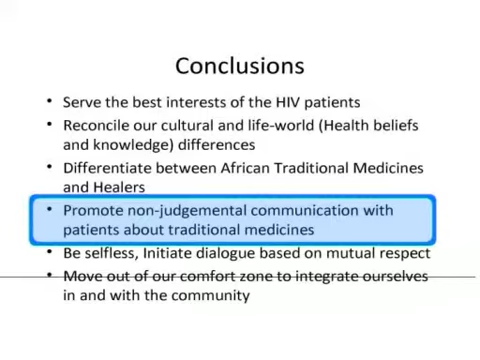 Conclusions
• Serve the best interests of the HIV patients
• Reconcile our cultural and life-world (Health beliefs
and knowledge) differences
• Differentiate between African Traditional Medicines
and Healers
• Promote non-judgemental communication with
patients about traditional medicines
• Be selfless, Initiate dialogue based on mutual respect
• Move out of our comfort zone to integrate ourselves
in and with the community